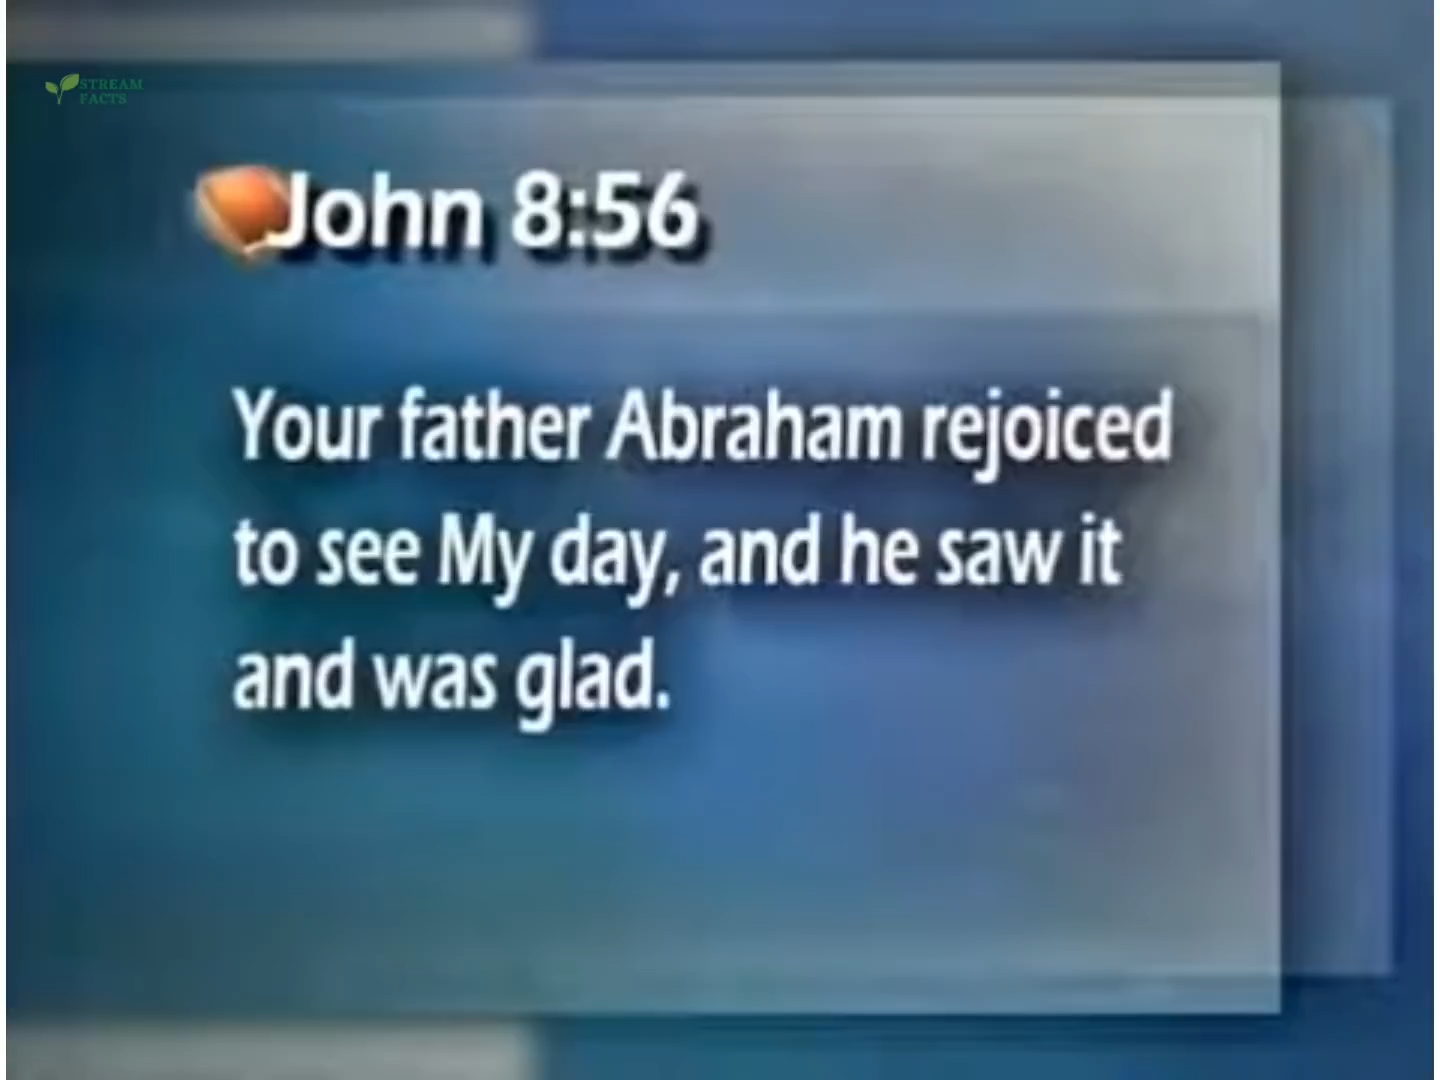 STREAM
FACTS
John 8:56
Your father Abraham rejoiced
to see My day, and he saw it
and was glad.